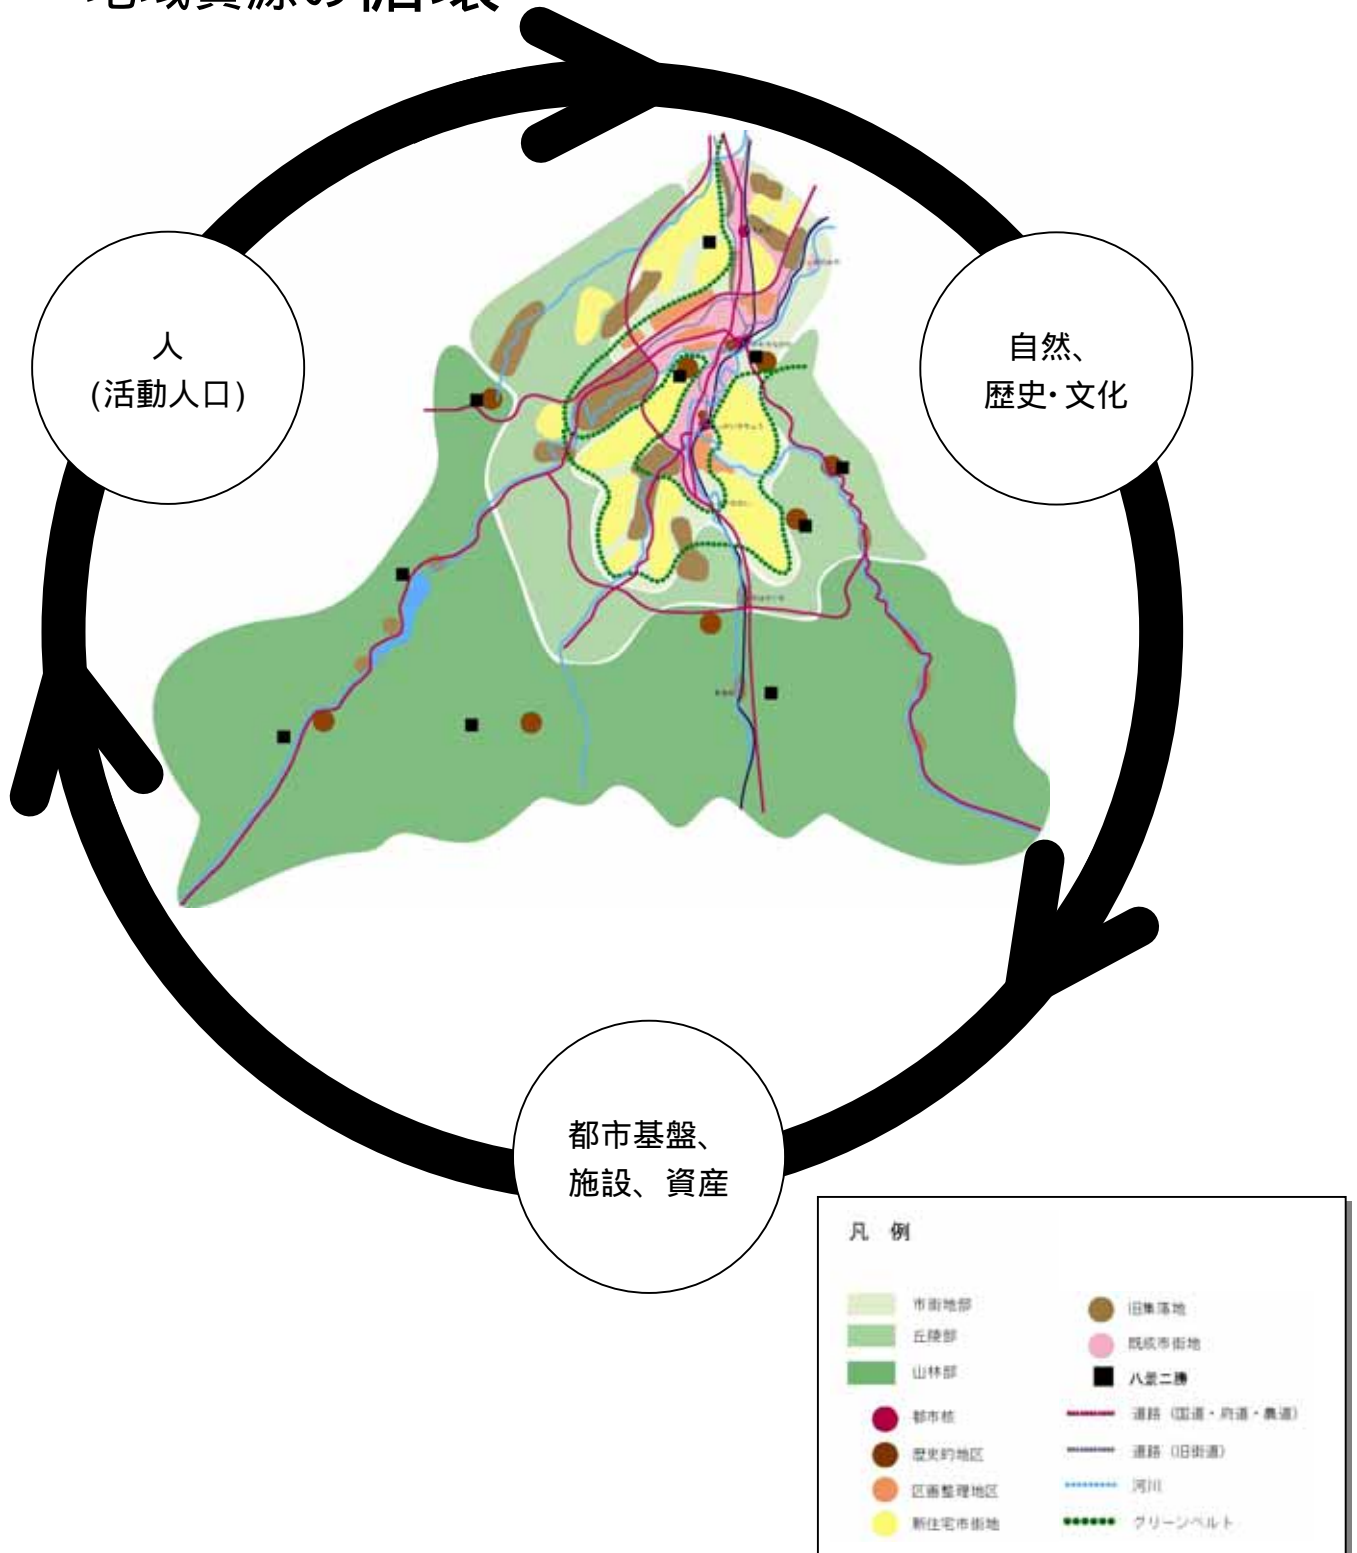 地域資源の循環
人
(活動人口)
自然、
歴史・文化
都市基盤、
施設、資産
凡 例
市街地部
丘陵部
山林部
都市核
歴史的地区
区画整理地区
新住宅市街地
旧集落地
既成市街地
八景二勝
道路(国道・府道・農道)
道路(旧街道)
河川
グリーンベルト